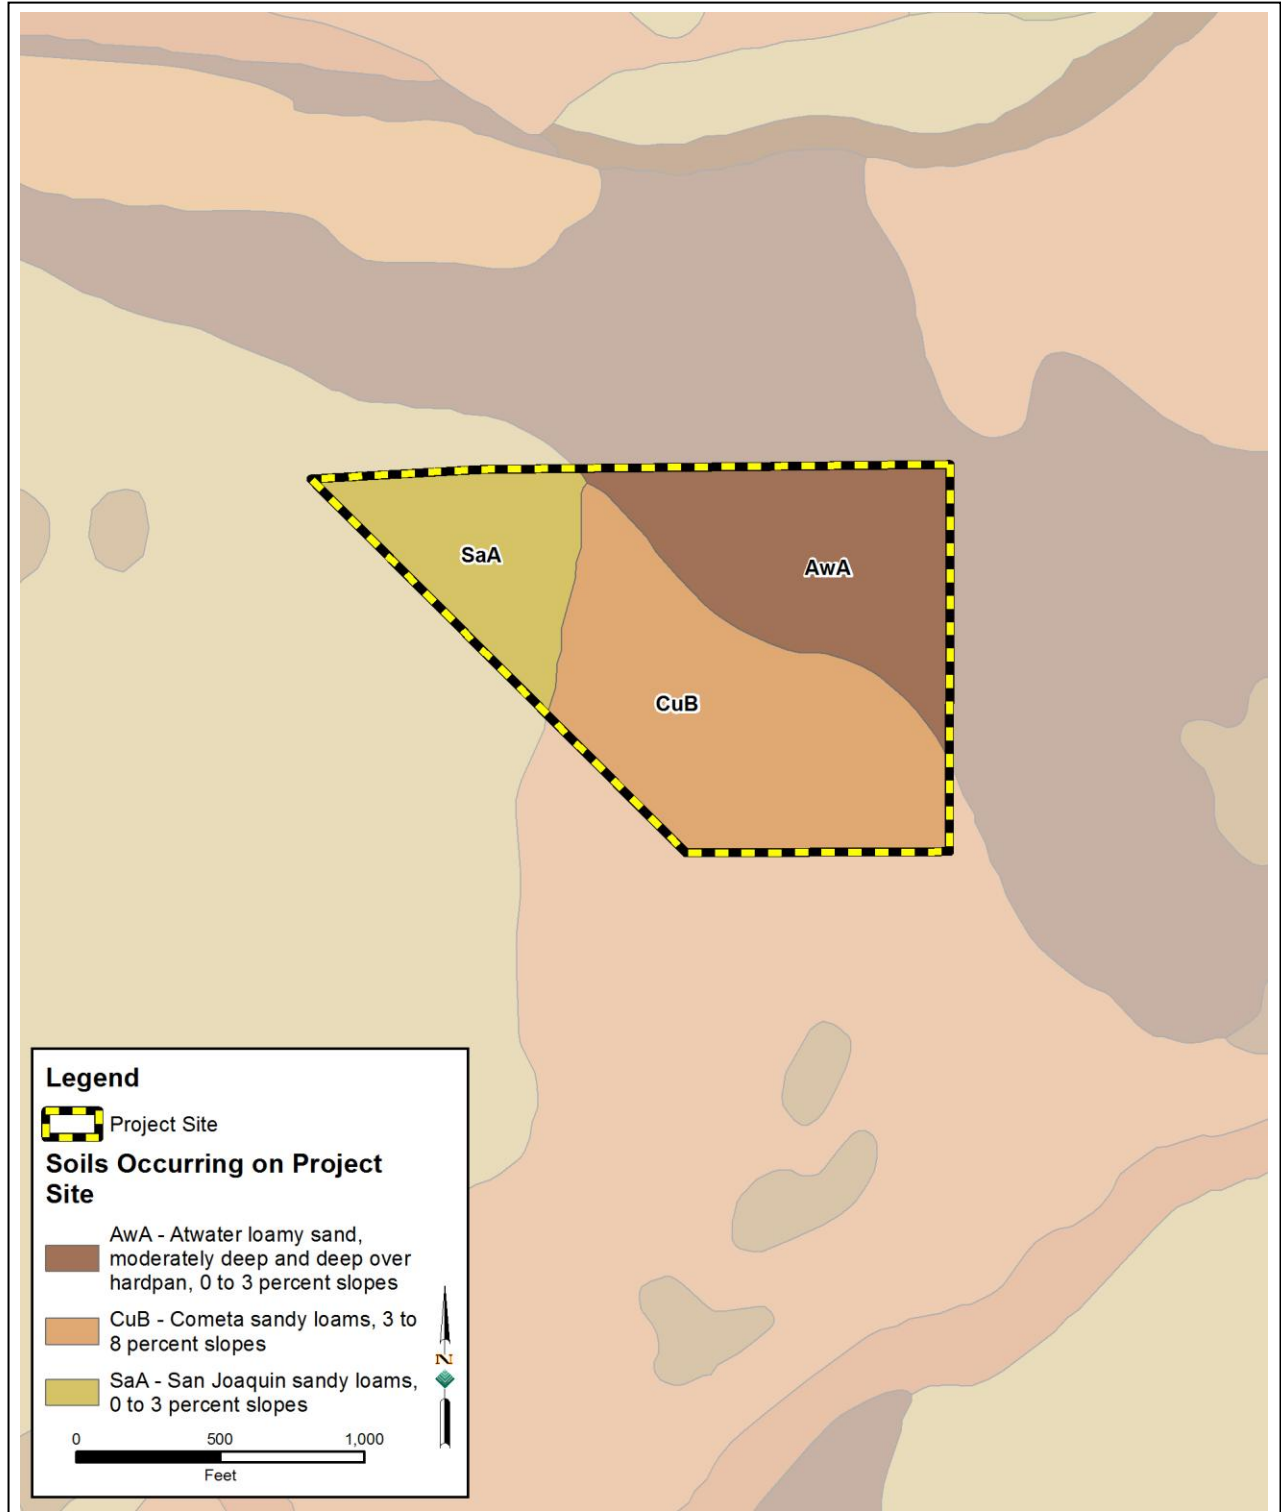 SaA
AwA
CuB
Legend
Project Site
Soils Occurring on Project
Site
AwA - Atwater loamy sand,
moderately deep and deep over
hardpan, 0 to 3 percent slopes
CuB - Cometa sandy loams, 3 to
8 percent slopes
SaA - San Joaquin sandy loams,
0 to 3 percent slopes
N
0 500 1,000
Feet